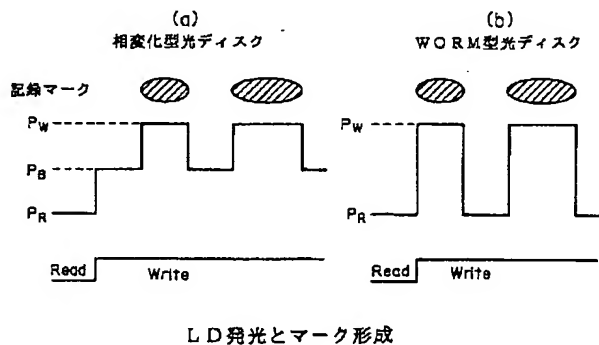 (a)
相変化型光ディスク
(b)
WORM型光ディスク
記録マーク
PW
PB
PR
Read
Write
PW
PR
Read
Write
LD発光とマーク形成